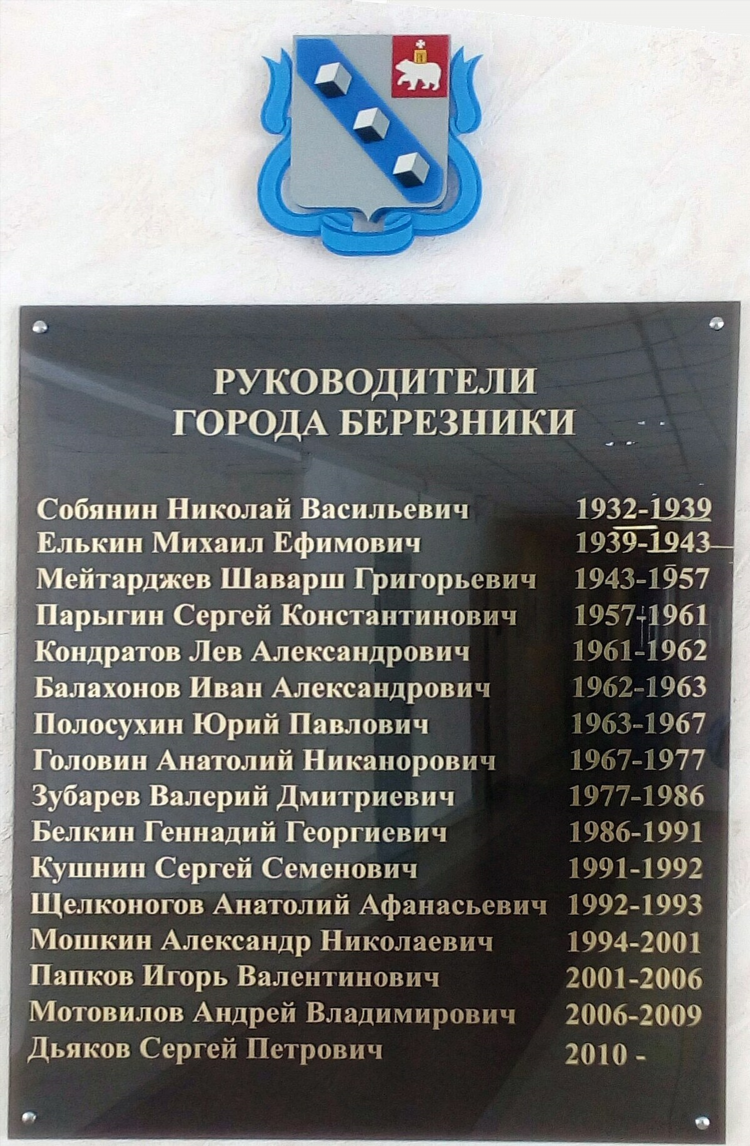 РУКОВОДИТЕЛИ
ГОРОДА БЕРЕЗНИКИ
Собянин Николай Васильевич 1932-1939
Елькин Михаил Ефимович 1939-1943
Мейтарджев Шаварш Григорьевич 1943-1957
Парыгин Сергей Константинович 1957-1961
Кондратов Лев Александрович 1961-1962
Балахонов Иван Александрович 1962-1963
Полосухин Юрий Павлович 1963-1967
Головин Анатолий Никанорович 1967-1977
Зубарев Валерий Дмитриевич 1977-1986
Белкин Геннадий Георгиевич 1986-1991
Кушнин Сергей Семенович 1991-1992
Щелконогов Анатолий Афанасьевич 1992-1993
Мошкин Александр Николаевич 1994-2001
Папков Игорь Валентинович 2001-2006
Мотовилов Андрей Владимирович 2006-2009
Дьяков Сергей Петрович 2010 -